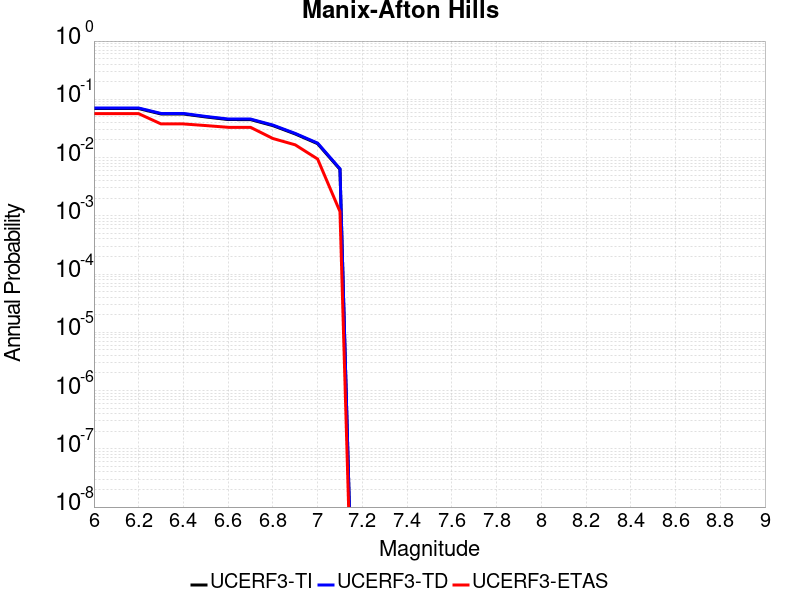 Manix-Afton Hills
10^0
10^-1
10^-2
10^-3
10^-4
10^-5
10^-6
10^-7
10^-8
Annual Probability
6 6.2 6.4 6.6 6.8 7 7.2 7.4 7.6 7.8 8 8.2 8.4 8.6 8.8 9
Magnitude
UCERF3-TI UCERF3-TD UCERF3-ETAS